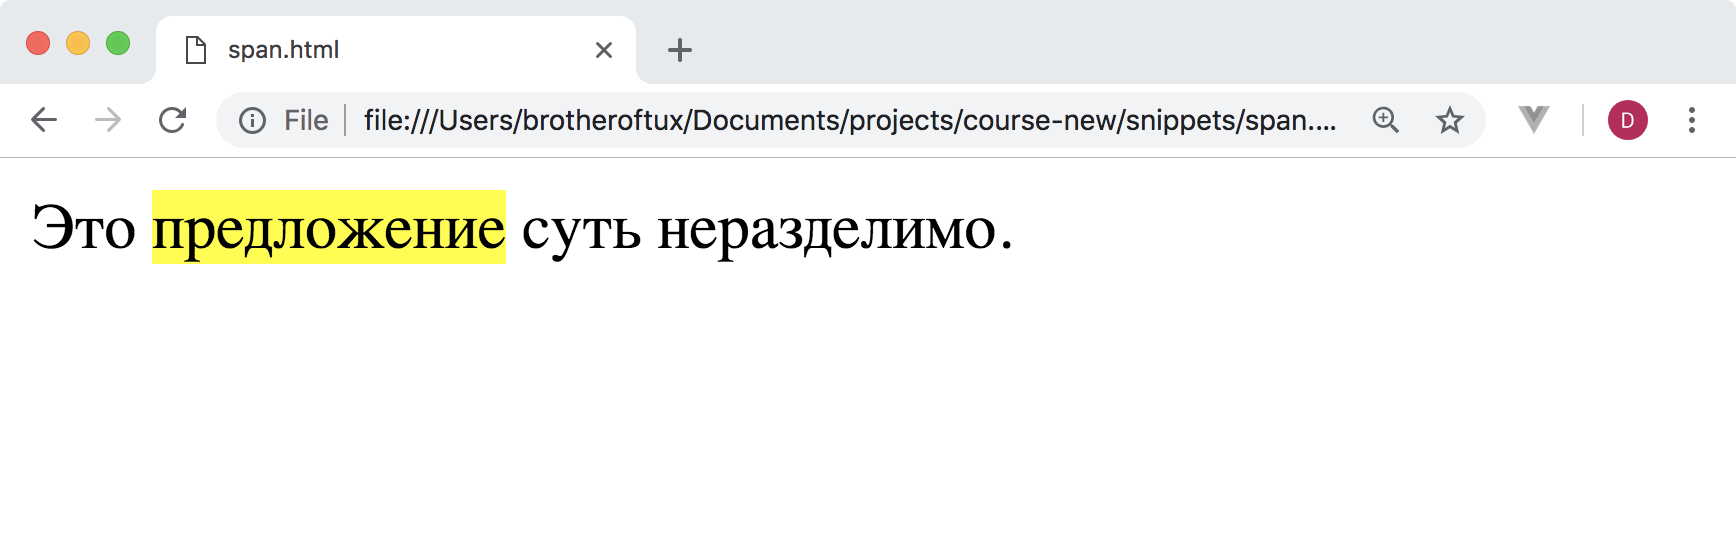 span.html
File file:///Users/brotheroftux/Documents/projects/course-new/snippets/span.... D
Это предложение суть неразделимо.